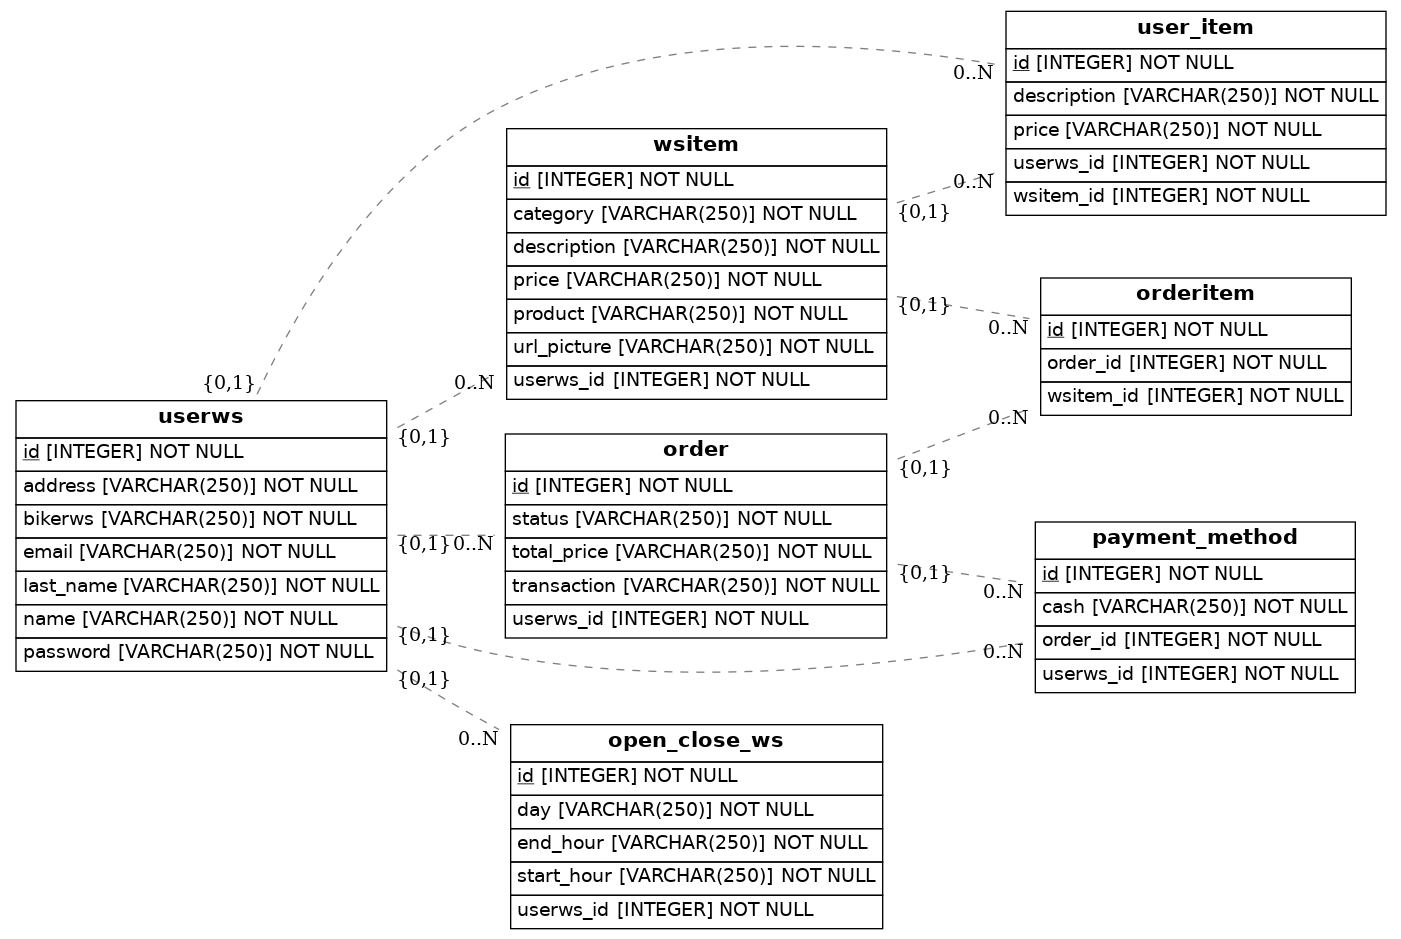 user_item
id [INTEGER] NOT NULL
description [VARCHAR(250)] NOT NULL
price [VARCHAR(250)] NOT NULL
userws_id [INTEGER] NOT NULL
wsitem_id [INTEGER] NOT NULL
0..N
0..N
wsitem
id [INTEGER] NOT NULL
category [VARCHAR(250)] NOT NULL
description [VARCHAR(250)] NOT NULL
price [VARCHAR(250)] NOT NULL
product [VARCHAR(250)] NOT NULL
url_picture [VARCHAR(250)] NOT NULL
userws_id [INTEGER] NOT NULL
{0,1}
{0,1}
0..N
orderitem
id [INTEGER] NOT NULL
order_id [INTEGER] NOT NULL
wsitem_id [INTEGER] NOT NULL
0..N
0..N
{0,1}
userws
id [INTEGER] NOT NULL
address [VARCHAR(250)] NOT NULL
bikerws [VARCHAR(250)] NOT NULL
email [VARCHAR(250)] NOT NULL
last_name [VARCHAR(250)] NOT NULL
name [VARCHAR(250)] NOT NULL
password [VARCHAR(250)] NOT NULL
{0,1}
{0,1}
0..N
{0,1}
{0,1}
order
id [INTEGER] NOT NULL
status [VARCHAR(250)] NOT NULL
total_price [VARCHAR(250)] NOT NULL
transaction [VARCHAR(250)] NOT NULL
userws_id [INTEGER] NOT NULL
{0,1}
{0,1}
0..N
0..N
payment_method
id [INTEGER] NOT NULL
cash [VARCHAR(250)] NOT NULL
order_id [INTEGER] NOT NULL
userws_id [INTEGER] NOT NULL
0..N
open_close_ws
id [INTEGER] NOT NULL
day [VARCHAR(250)] NOT NULL
end_hour [VARCHAR(250)] NOT NULL
start_hour [VARCHAR(250)] NOT NULL
userws_id [INTEGER] NOT NULL